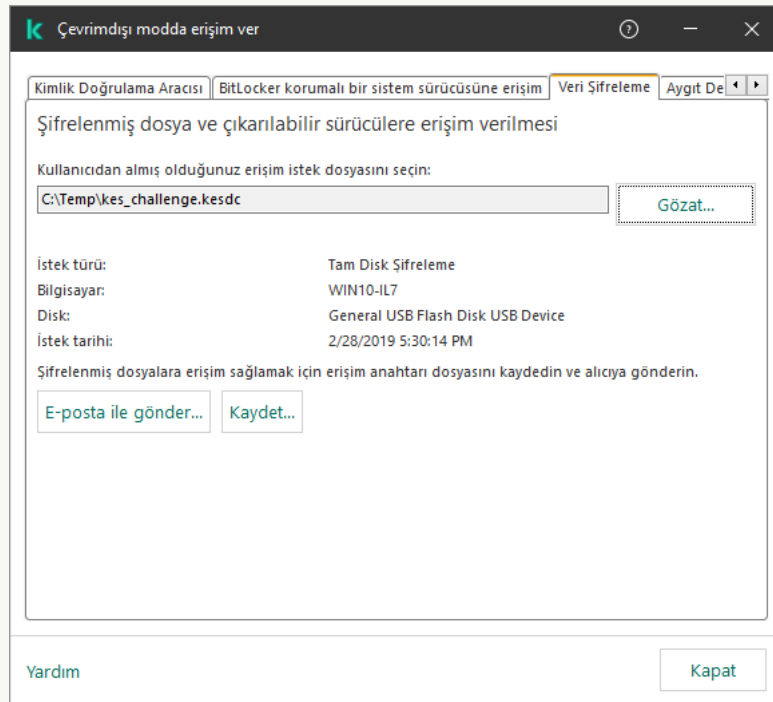 Çevrimdışı modda erişim ver
Kimlik Doğrulama Aracısı BitLocker korumalı bir sistem sürücüsüne erişim Veri Şifreleme Aygıt De
Şifrelenmiş dosya ve çıkarılabilir sürücülere erişim verilmesi
Kullanıcıdan almış olduğunuz erişim istek dosyasını seçin:
C:\Temp\kes_challenge.kesdc Gözat...
İstek türü: Tam Disk Şifreleme
Bilgisayar: WIN10-IL7
Disk: General USB Flash Disk USB Device
İstek tarihi: 2/28/2019 5:30:14 PM
Şifrelenmiş dosyalara erişim sağlamak için erişim anahtarı dosyasını kaydedin ve alıcıya gönderin.
E-posta ile gönder... Kaydet...
Yardım Kapat